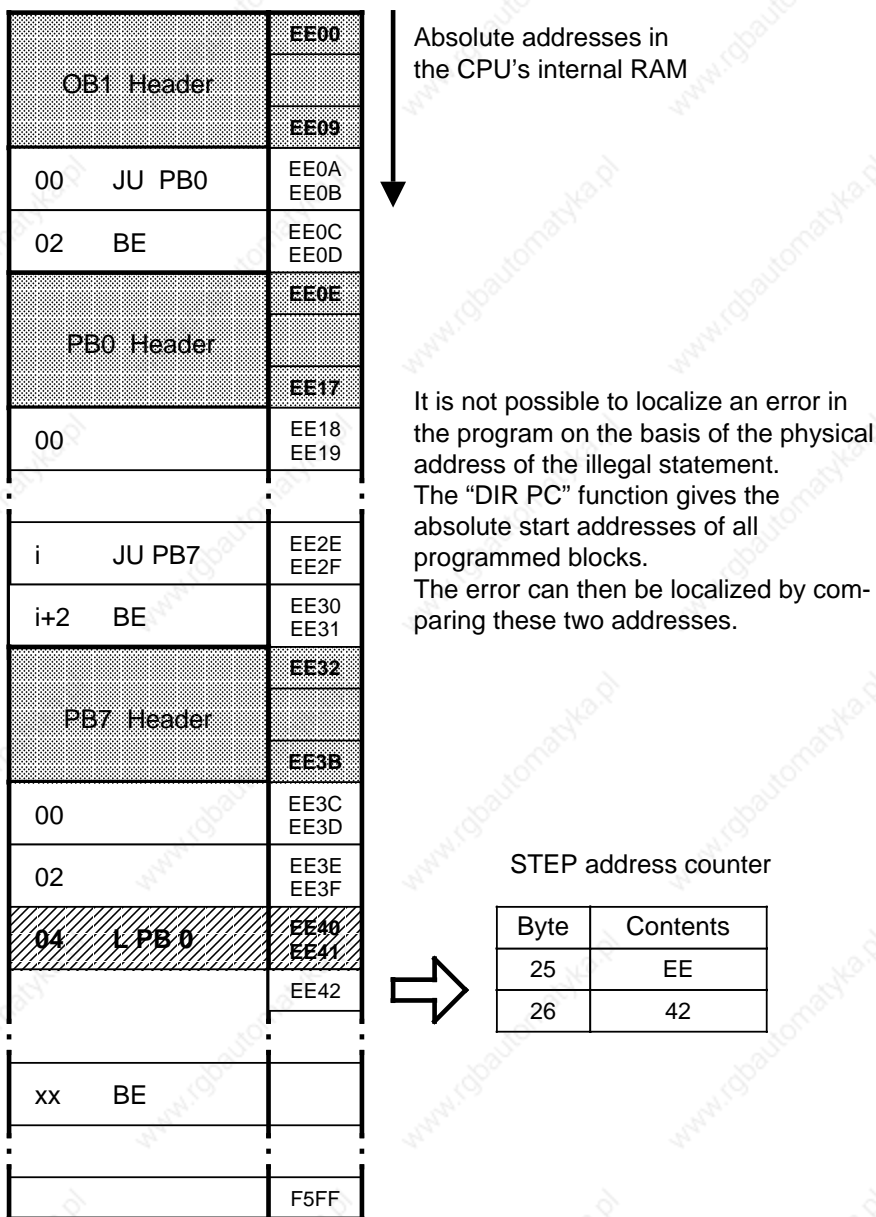 EE00
Absolute addresses in
the CPU's internal RAM
OB1 Header
EE09
00 JU PB0 EE0A
EE0B
02 BE EE0C
EE0D
EE0E
PB0 Header
EE17
It is not possible to localize an error in
the program on the basis of the physical
address of the illegal statement.
The “DIR PC” function gives the
absolute start addresses of all
programmed blocks.
The error can then be localized by com-
paring these two addresses.
00 EE18
EE19
i JU PB7 EE2E
EE2F
i+2 BE EE30
EE31
EE32
PB7 Header
EE3B
00 EE3C
EE3D
02 EE3E
EE3F
04 L PB 0 EE40
EE41
EE42
STEP address counter
Byte Contents
25 EE
26 42
xx BE
F5FF
www.rgbautomatyka.pl